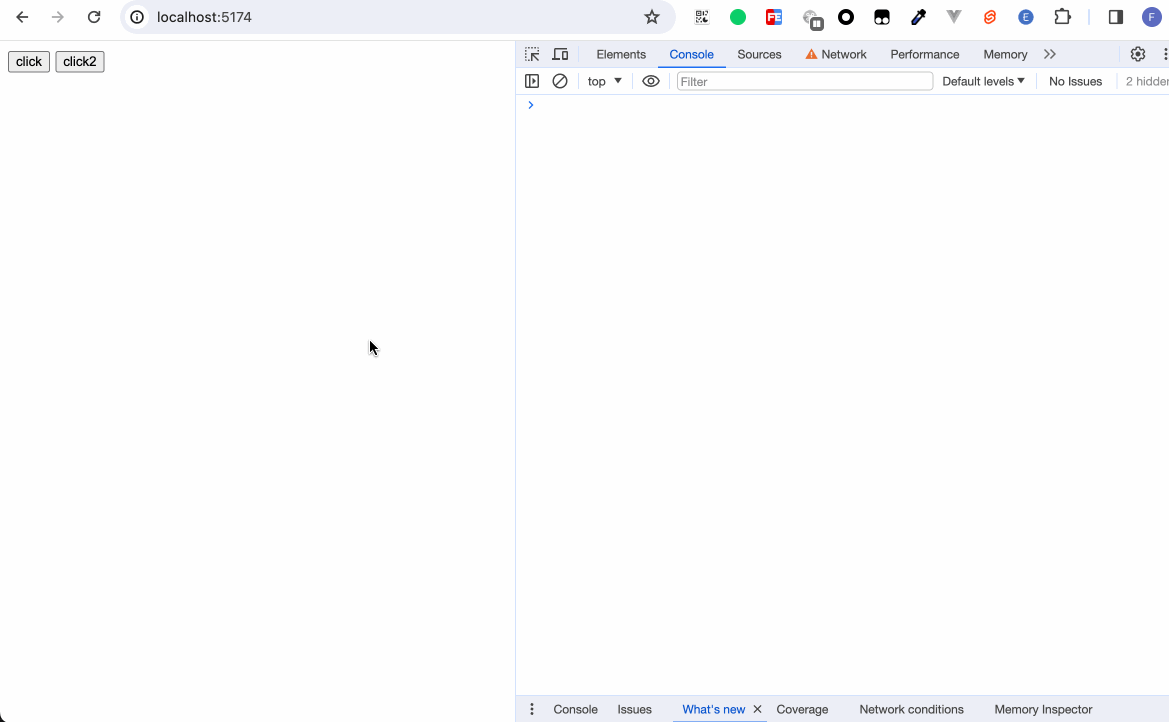 localhost:5174
FE
E
F
click click2
Elements Console Sources Network Performance Memory
top Filter Default levels No Issues 2 hidden
Console Issues What's new Coverage Network conditions Memory Inspector